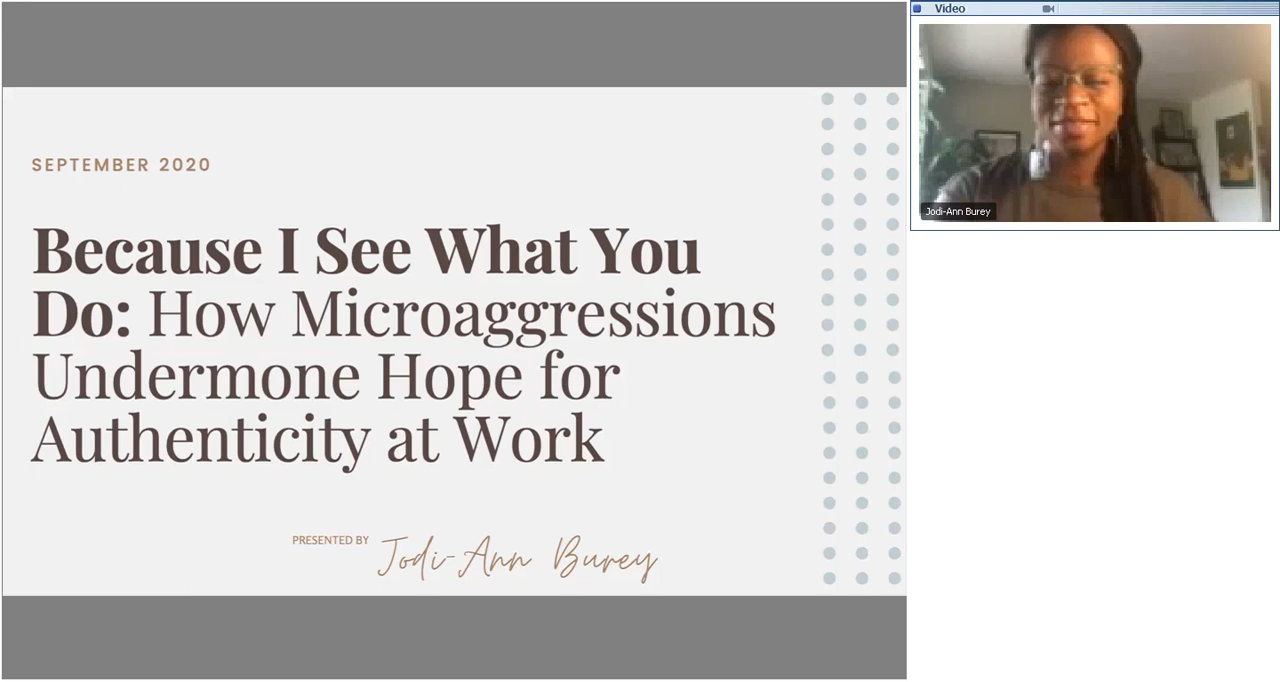 SEPTEMBER 2020
Because I See What You
Do: How Microaggressions
Undermone Hope for
Authenticity at Work
PRESENTED BY Jodi-Ann Burey
Video
Jodi-Ann Burey